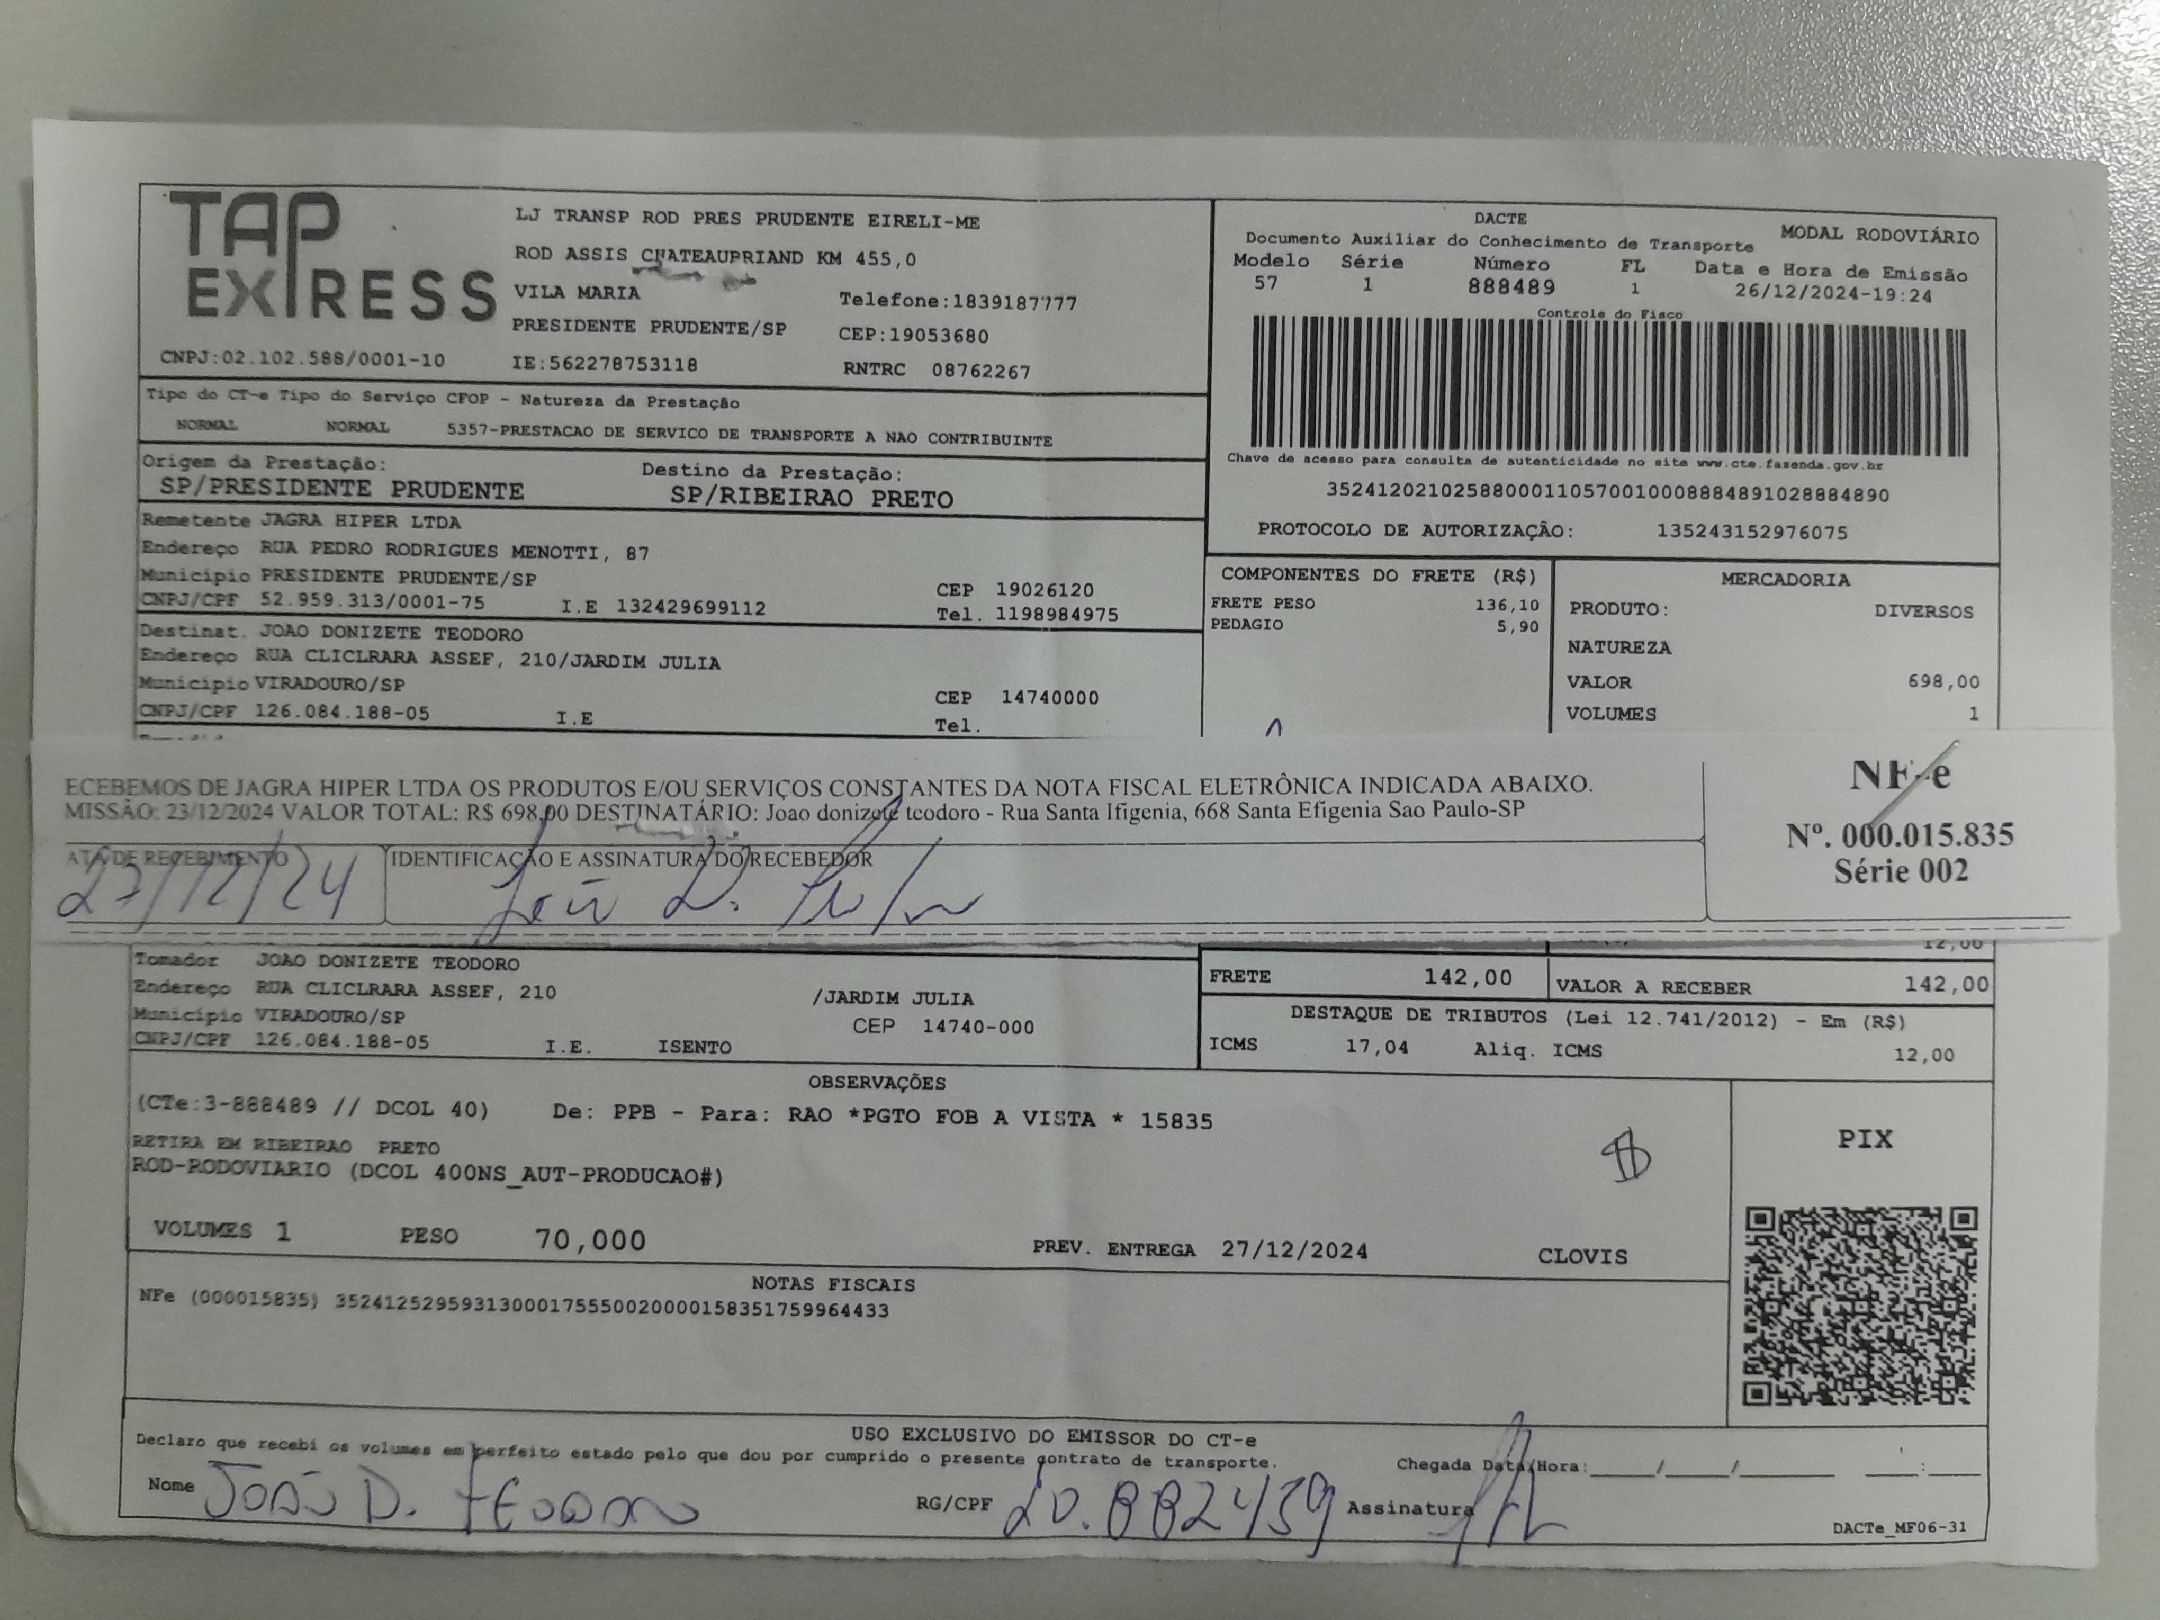 TAP EXPRESS
LJ TRANSP ROD PRES PRUDENTE EIRELI-ME
ROD ASSIS CHATEAUPRIAND KM 455,0
VILA MARIA Telefone:1839187777
PRESIDENTE PRUDENTE/SP CEP:19053680
CNPJ:02.102.588/0001-10 IE:562278753118 RNTRC 08762267
DACTE
Documento Auxiliar do Conhecimento de Transporte MODAL RODOVIÁRIO
Modelo Série Número FL Data e Hora de Emissão
57 1 888489 1 26/12/2024-19:24
Controle do Fisco
Chave de acesso para consulta de autenticidade no site www.cte.fazenda.gov.br
35241202102588000110570010008884891028884890
PROTOCOLO DE AUTORIZAÇÃO: 135243152976075
Tipo do CT-e Tipo do Serviço CFOP - Natureza da Prestação
NORMAL NORMAL 5357-PRESTACAO DE SERVICO DE TRANSPORTE A NAO CONTRIBUINTE
Origem da Prestação: Destino da Prestação:
SP/PRESIDENTE PRUDENTE SP/RIBEIRAO PRETO
Remetente JAGRA HIPER LTDA
Endereço RUA PEDRO RODRIGUES MENOTTI, 87
Município PRESIDENTE PRUDENTE/SP CEP 19026120
CNPJ/CPF 52.959.313/0001-75 I.E 132429699112 Tel. 1198984975
Destinat. JOAO DONIZETE TEODORO
Endereço RUA CLICLRARA ASSEF, 210/JARDIM JULIA
Município VIRADOURO/SP CEP 14740000
CNPJ/CPF 126.084.188-05 I.E Tel.
COMPONENTES DO FRETE (R$)
FRETE PESO 136,10
PEDAGIO 5,90
MERCADORIA
PRODUTO: DIVERSOS
NATUREZA
VALOR 698,00
VOLUMES 1
ECEBEMOS DE JAGRA HIPER LTDA OS PRODUTOS E/OU SERVIÇOS CONSTANTES DA NOTA FISCAL ELETRÔNICA INDICADA ABAIXO.
MISSÃO: 23/12/2024 VALOR TOTAL: R$ 698,00 DESTINATÁRIO: Joao donizete teodoro - Rua Santa Ifigenia, 668 Santa Efigenia Sao Paulo-SP
ATA DE RECEBIMENTO IDENTIFICAÇÃO E ASSINATURA DO RECEBEDOR
27/12/24 João D.
NF-e
Nº. 000.015.835
Série 002
12,00
Tomador JOAO DONIZETE TEODORO
Endereço RUA CLICLRARA ASSEF, 210 /JARDIM JULIA
Município VIRADOURO/SP CEP 14740-000
CNPJ/CPF 126.084.188-05 I.E. ISENTO
FRETE 142,00 VALOR A RECEBER 142,00
DESTAQUE DE TRIBUTOS (Lei 12.741/2012) - Em (R$)
ICMS 17,04 Aliq. ICMS 12,00
OBSERVAÇÕES
(CTe:3-888489 // DCOL 40) De: PPB - Para: RAO *PGTO FOB A VISTA * 15835
RETIRA EM RIBEIRAO PRETO
ROD-RODOVIARIO (DCOL 400NS_AUT-PRODUCAO#)
VOLUMES 1 PESO 70,000 PREV. ENTREGA 27/12/2024 CLOVIS
PIX
NOTAS FISCAIS
NFe (000015835) 35241252959313000175550020000158351759964433
USO EXCLUSIVO DO EMISSOR DO CT-e
Declaro que recebi os volumes em perfeito estado pelo que dou por cumprido o presente contrato de transporte. Chegada Data/Hora:____/____/______ ___:___
Nome João D. TEODORO RG/CPF 20.882439 Assinatura
DACTe_MF06-31